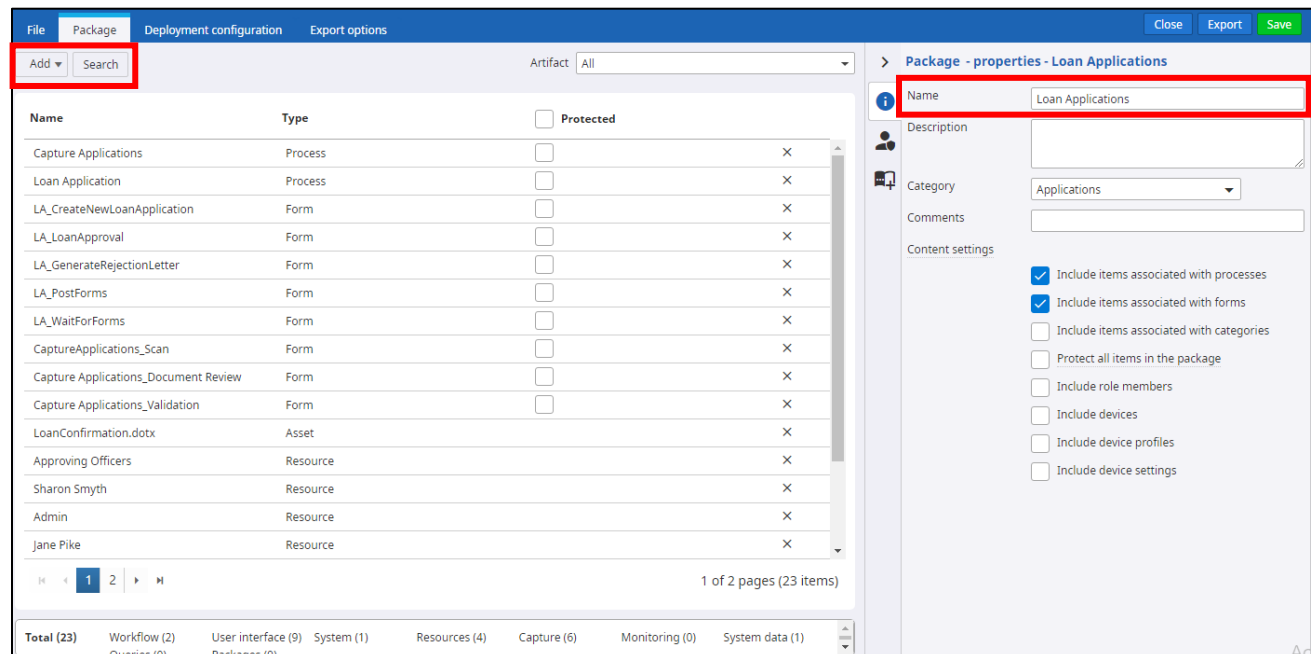 File Package Deployment configuration Export options Close Export Save
Add Search Artifact All
Package - properties - Loan Applications
Name Loan Applications
Description
Category Applications
Comments
Content settings
Include items associated with processes
Include items associated with forms
Include items associated with categories
Protect all items in the package
Include role members
Include devices
Include device profiles
Include device settings
Name Type Protected
Capture Applications Process
Loan Application Process
LA_CreateNewLoanApplication Form
LA_LoanApproval Form
LA_GenerateRejectionLetter Form
LA_PostForms Form
LA_WaitForForms Form
CaptureApplications_Scan Form
Capture Applications_Document Review Form
Capture Applications_Validation Form
LoanConfirmation.dotx Asset
Approving Officers Resource
Sharon Smyth Resource
Admin Resource
Jane Pike Resource
1 2 1 of 2 pages (23 items)
Total (23) Workflow (2) User interface (9) System (1) Resources (4) Capture (6) Monitoring (0) System data (1)